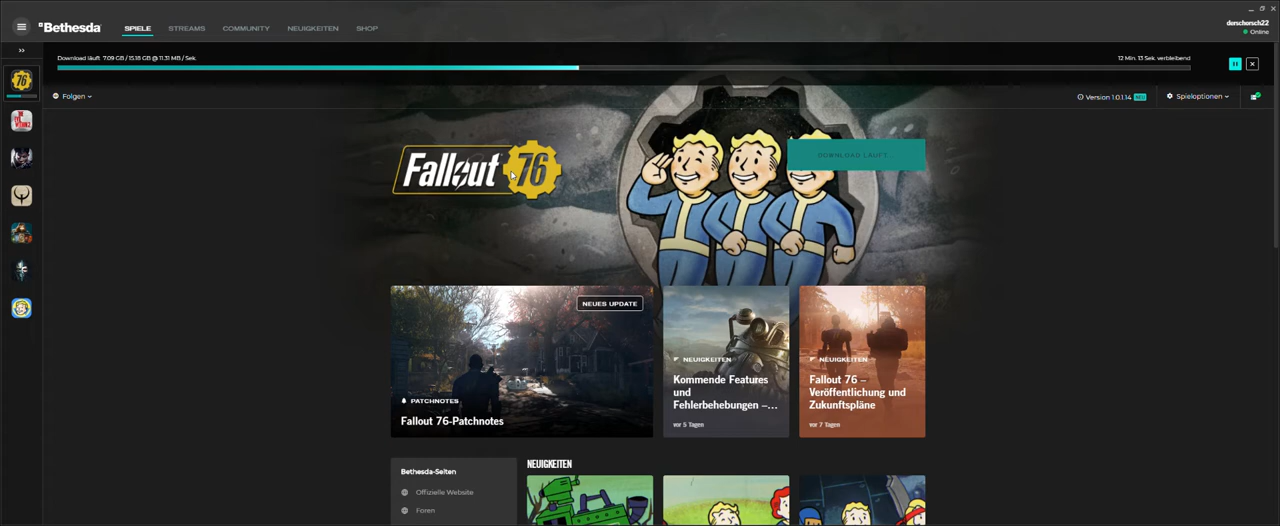 Bethesda
SPIELE STREAMS COMMUNITY NEUIGKEITEN SHOP
derschorsch22
Online
Download läuft: 7.09 GB / 15.18 GB @ 11.31 MB / Sek.
12 Min. 13 Sek. verbleibend
76
Folgen
Version 1.0.1.14 NEU
Spieloptionen
Fallout 76
DOWNLOAD LÄUFT...
NEUES UPDATE
PATCHNOTES
Fallout 76-Patchnotes
NEUIGKEITEN
Kommende Features
und
Fehlerbehebungen –...
vor 5 Tagen
NEUIGKEITEN
Fallout 76 –
Veröffentlichung und
Zukunftspläne
vor 7 Tagen
Bethesda-Seiten
Offizielle Website
Foren
NEUIGKEITEN